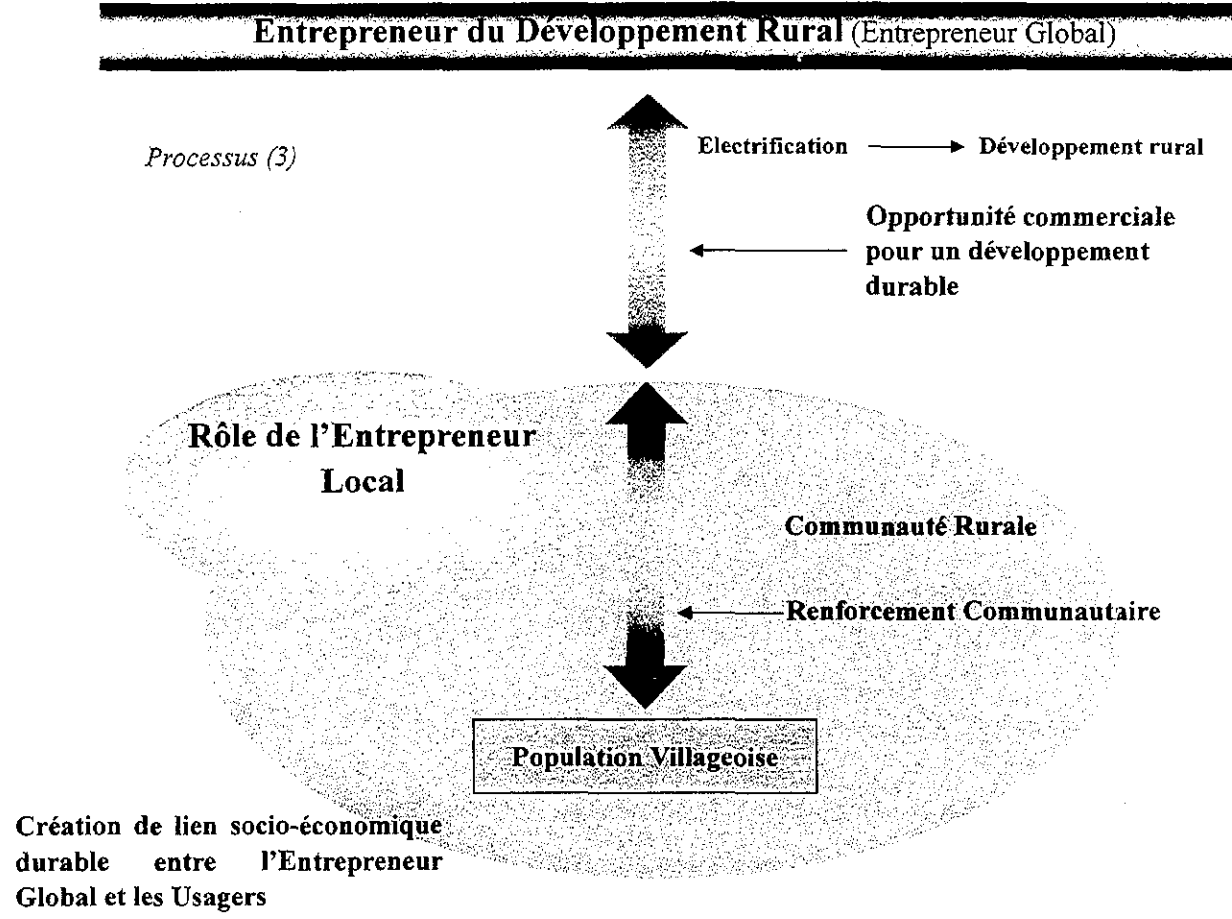 Entrepreneur du Développement Rural (Entrepreneur Global)
Processus (3)
Electrification
Développement rural
Opportunité commerciale
pour un développement
durable
Rôle de l'Entrepreneur
Local
Communauté Rurale
Renforcement Communautaire
Population Villageoise
Création de lien socio-économique
durable entre l'Entrepreneur
Global et les Usagers